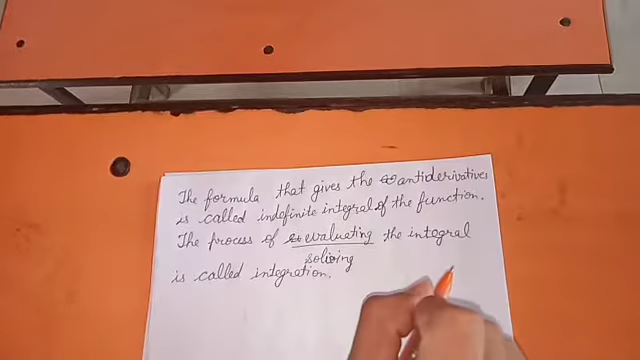 The formula that gives the antiderivatives
is called indefinite integral of the function.
The process of evaluating the integral
solving
is called integration.